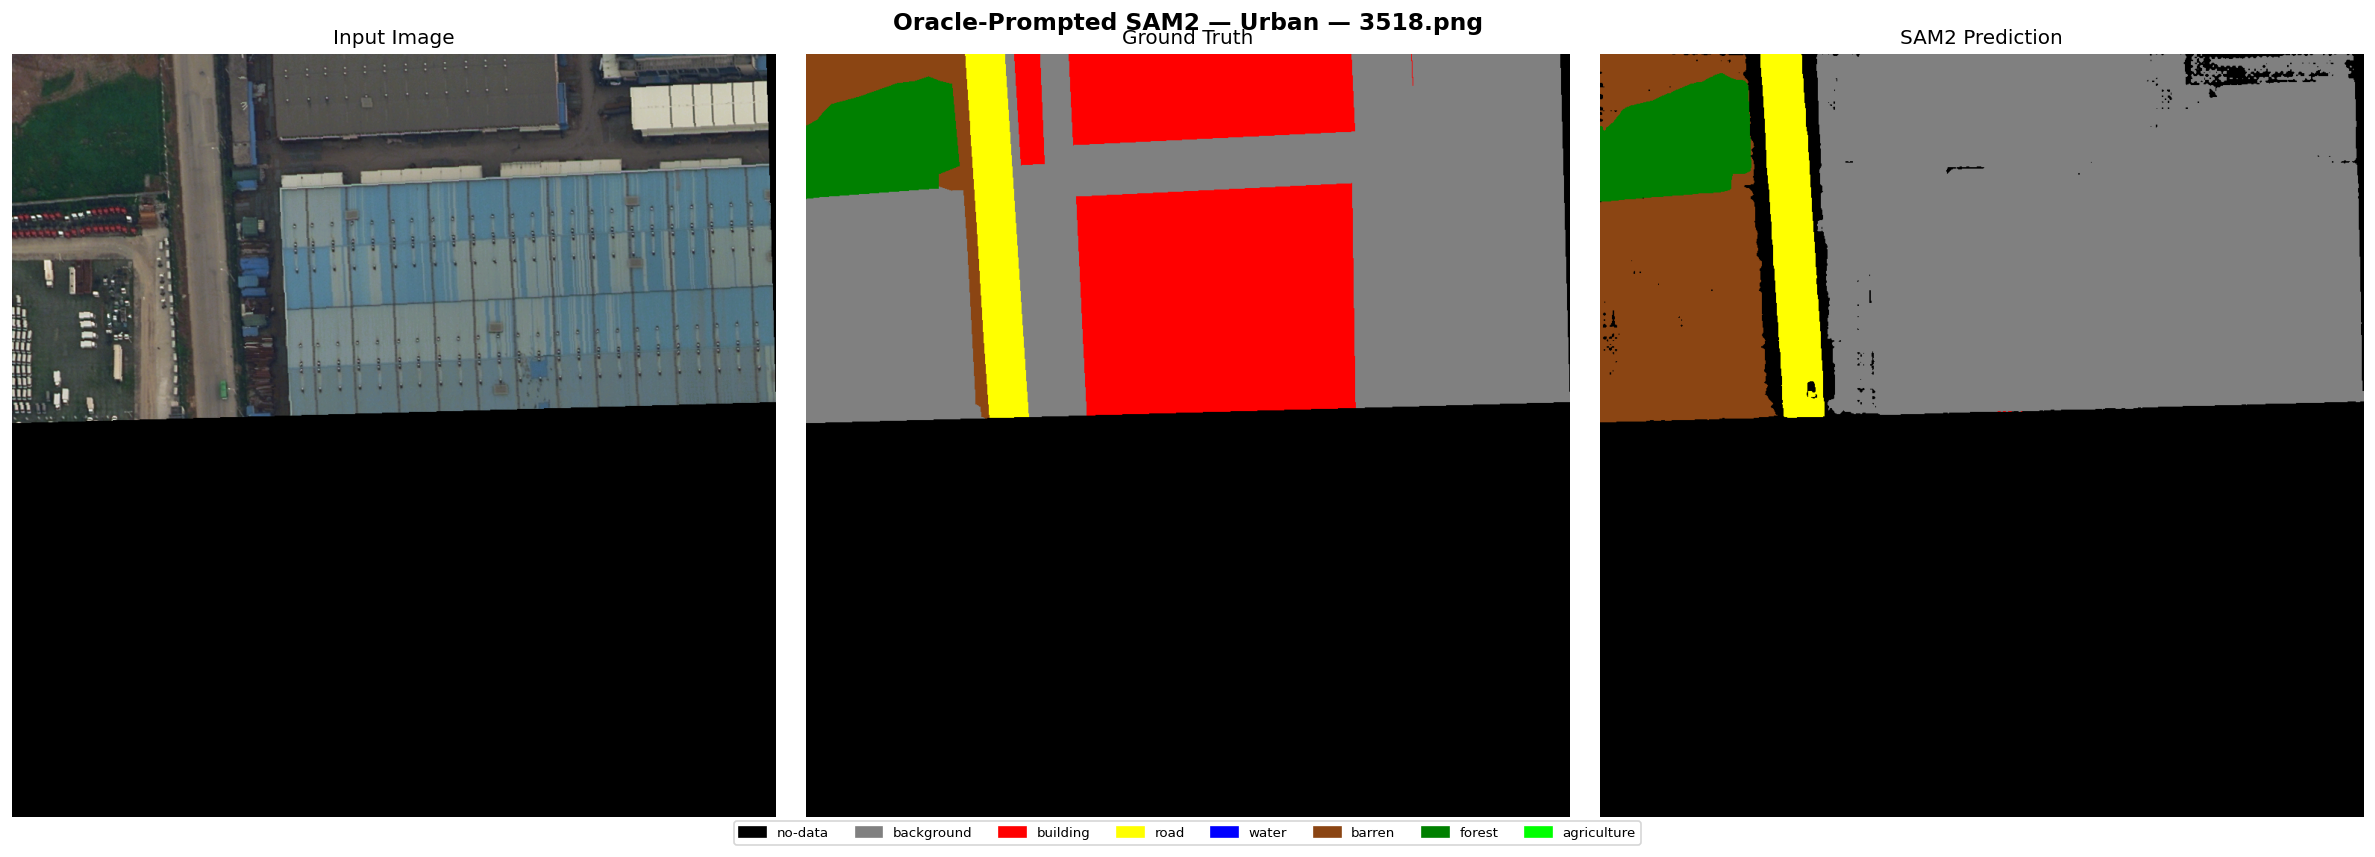 Oracle-Prompted SAM2 — Urban — 3518.png
Input Image
Ground Truth
SAM2 Prediction
no-data
background
building
road
water
barren
forest
agriculture